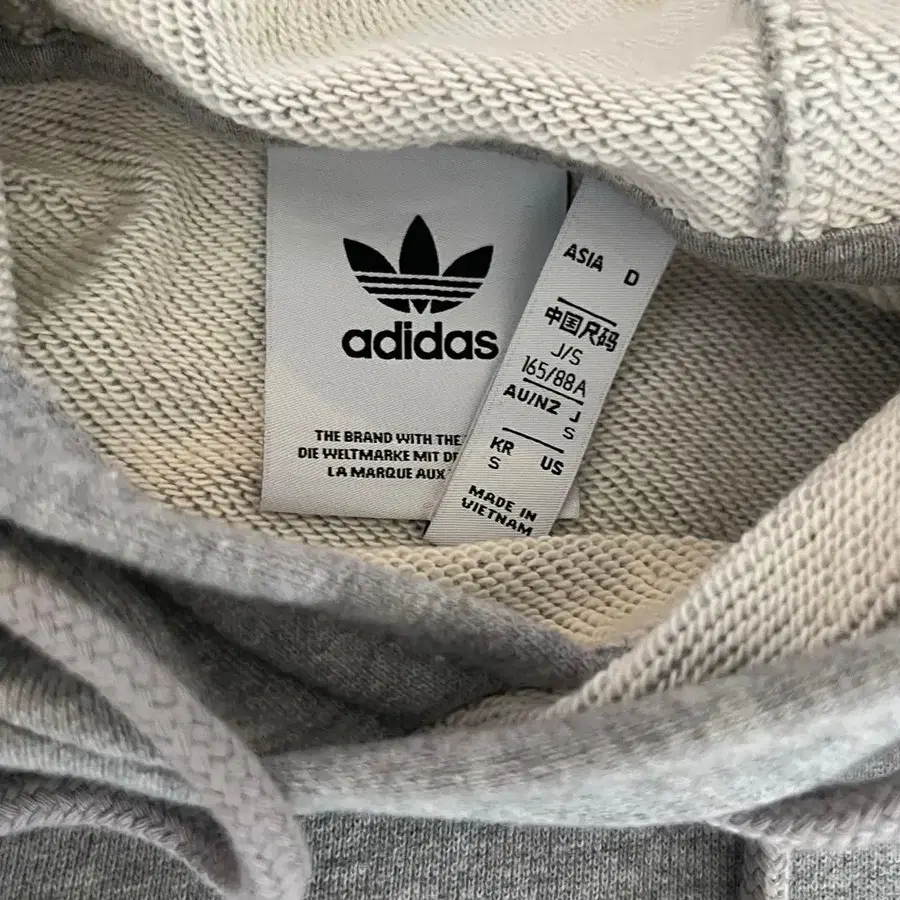 adidas
THE BRAND WITH THE
DIE WELTMARKE MIT
LA MARQUE AUX
ASIA D
中国尺码
J/S
165/88A
AU/NZ J
S
KR US
S
MADE IN
VIETNAM